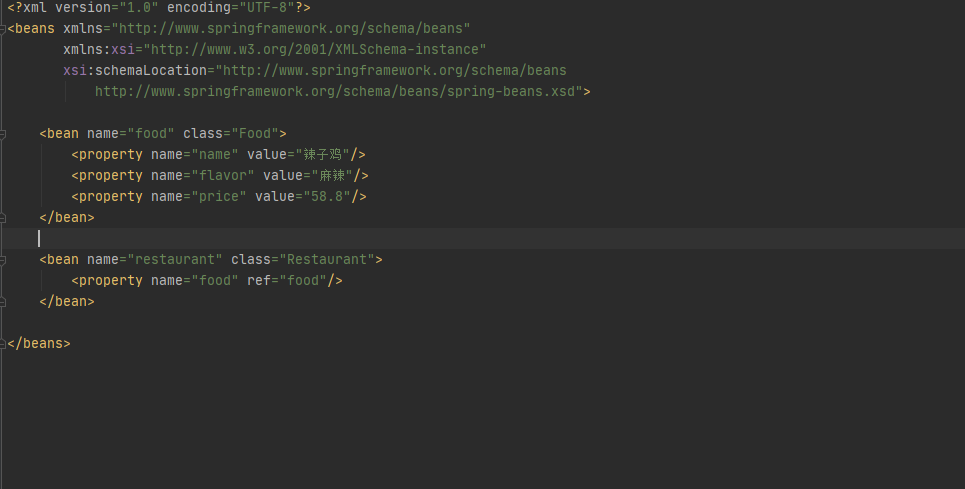 <?xml version="1.0" encoding="UTF-8"?>
<beans xmlns="http://www.springframework.org/schema/beans"
       xmlns:xsi="http://www.w3.org/2001/XMLSchema-instance"
       xsi:schemaLocation="http://www.springframework.org/schema/beans
           http://www.springframework.org/schema/beans/spring-beans.xsd">
    <bean name="food" class="Food">
        <property name="name" value="辣子鸡"/>
        <property name="flavor" value="麻辣"/>
        <property name="price" value="58.8"/>
    </bean>
    <bean name="restaurant" class="Restaurant">
        <property name="food" ref="food"/>
    </bean>
</beans>